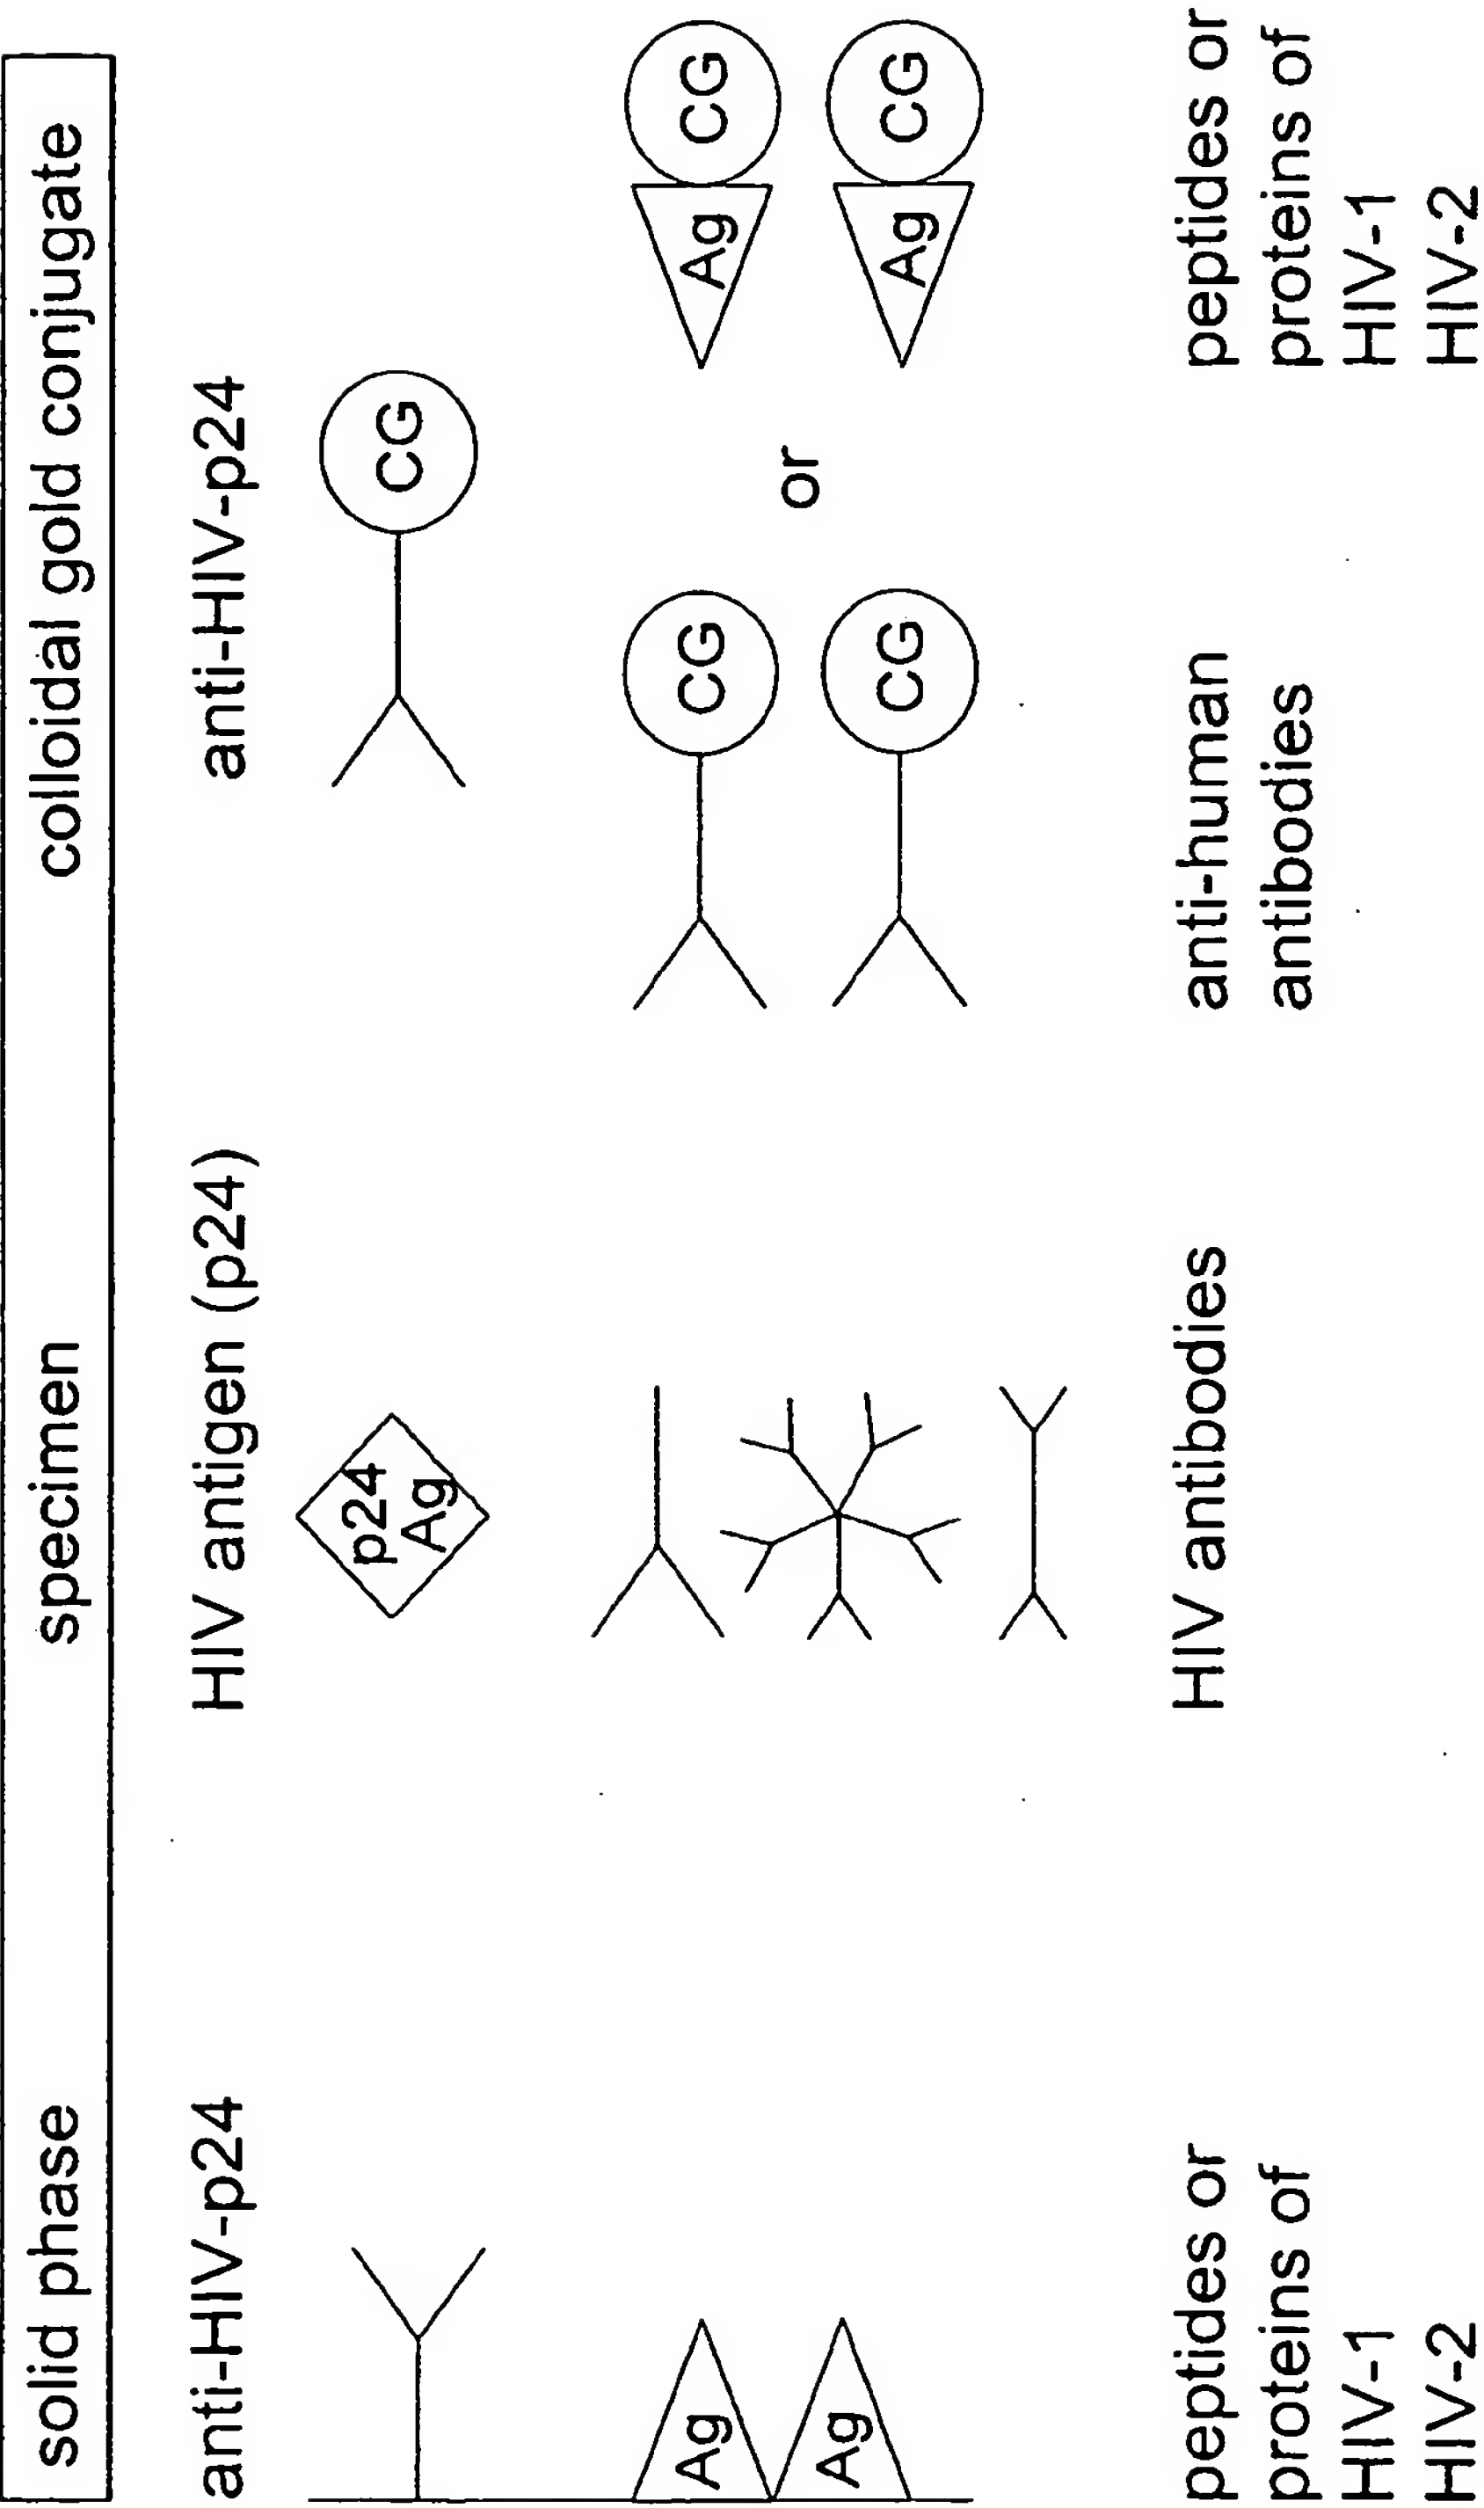 solid phase specimen colloidal gold conjugate
anti-HIV-p24 HIV antigen (p24) anti-HIV-p24
p24
Ag
CG
Ag CG Ag CG
or
Ag CG Ag CG
peptides or HIV antibodies anti-human peptides or
proteins of antibodies proteins of
HIV-1 HIV-1
HIV-2 HIV-2